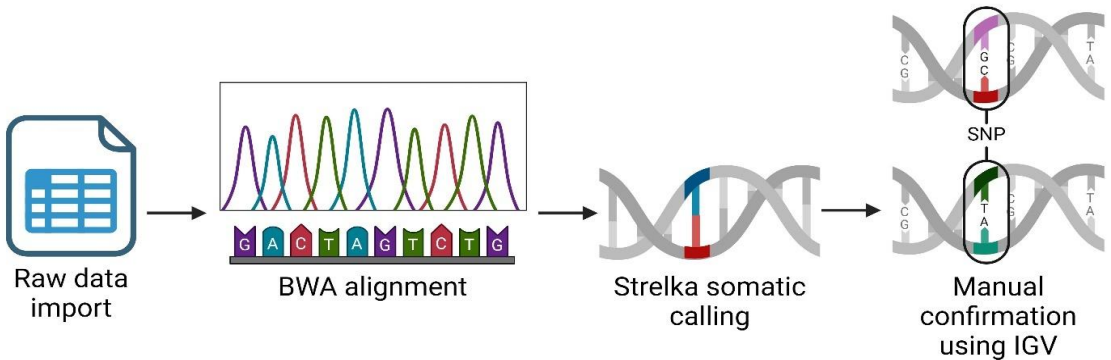 Raw data
import
G A C T A G T C T G
BWA alignment
Strelka somatic
calling
C G
G C
C G
T A
SNP
C G
T A
C G
T A
Manual
confirmation
using IGV